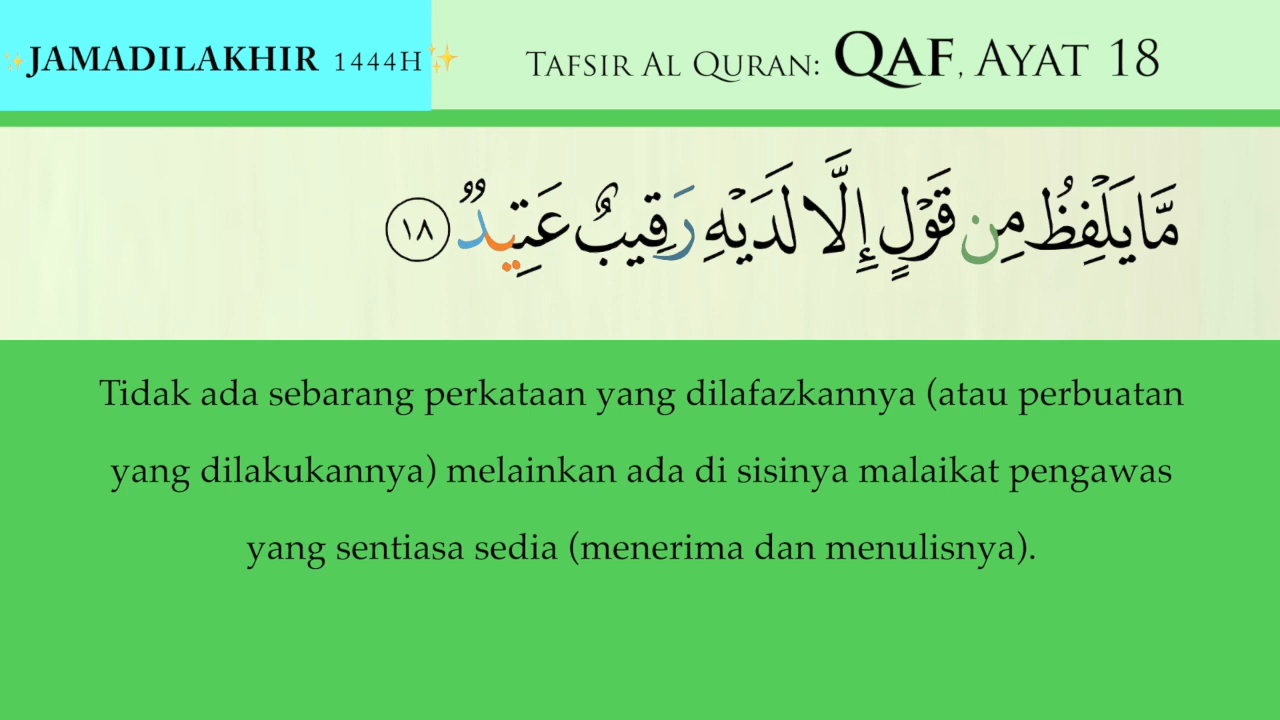 ✨JAMADILAKHIR 1444H✨
TAFSIR AL QURAN: QAF, AYAT 18
مَّا يَلْفِظُ مِن قَوْلٍ إِلَّا لَدَيْهِ رَقِيبٌ عَتِيدٌ ١٨
Tidak ada sebarang perkataan yang dilafazkannya (atau perbuatan
yang dilakukannya) melainkan ada di sisinya malaikat pengawas
yang sentiasa sedia (menerima dan menulisnya).